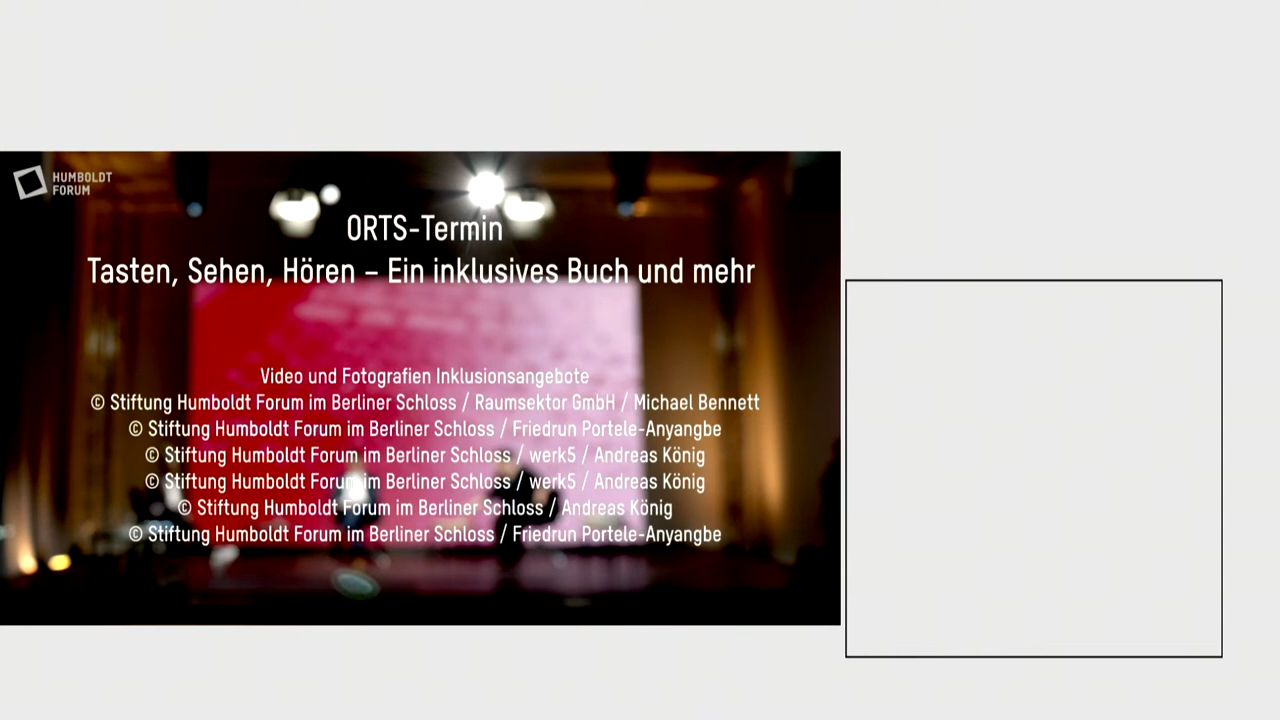 HUMBOLDT
FORUM
ORTS-Termin
Tasten, Sehen, Hören – Ein inklusives Buch und mehr
Video und Fotografien Inklusionsangebote
© Stiftung Humboldt Forum im Berliner Schloss / Raumsektor GmbH / Michael Bennett
© Stiftung Humboldt Forum im Berliner Schloss / Friedrun Portele-Anyangbe
© Stiftung Humboldt Forum im Berliner Schloss / werk5 / Andreas König
© Stiftung Humboldt Forum im Berliner Schloss / werk5 / Andreas König
© Stiftung Humboldt Forum im Berliner Schloss / Andreas König
© Stiftung Humboldt Forum im Berliner Schloss / Friedrun Portele-Anyangbe